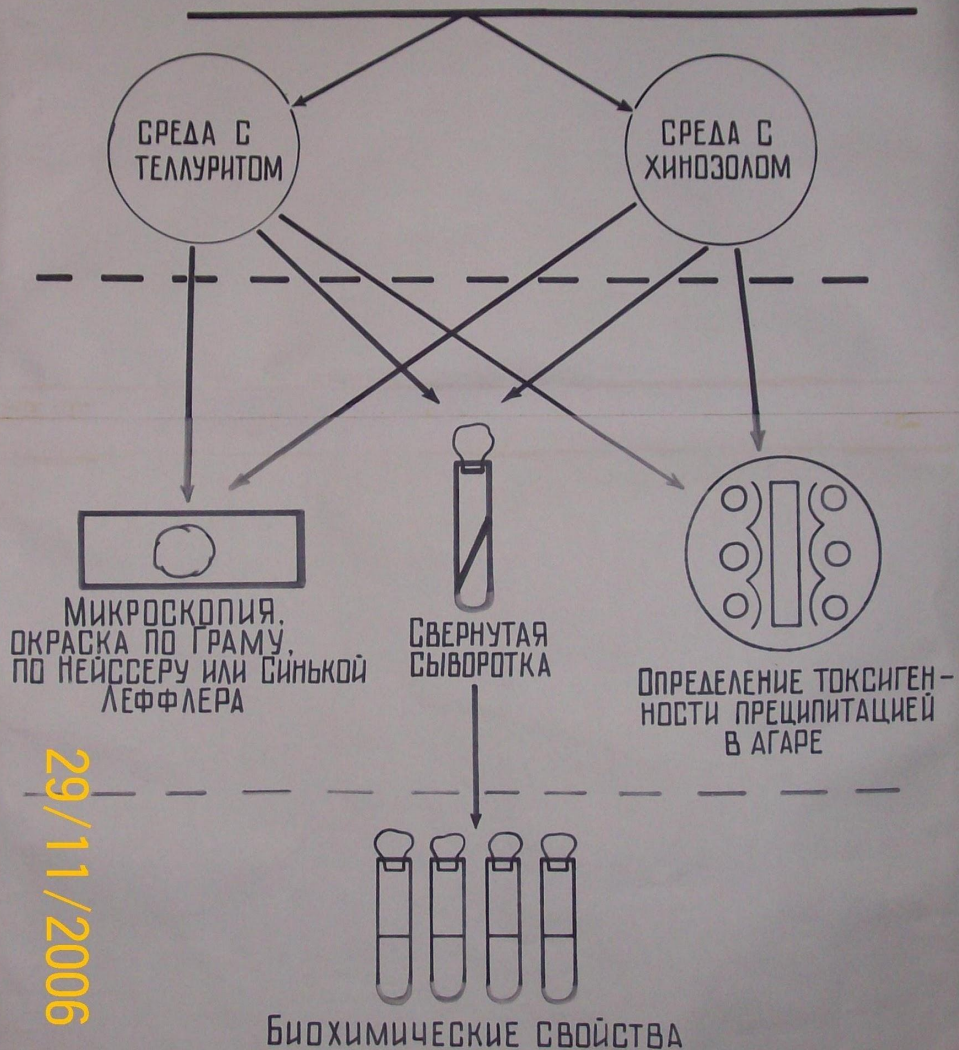 СРЕДА С
ТЕЛЛУРИТОМ
СРЕДА С
ХИНОЗОЛОМ
МИКРОСКОПИЯ,
ОКРАСКА ПО ГРАМУ,
ПО НЕЙССЕРУ ИЛИ СИНЬКОЙ
ЛЕФФЛЕРА
СВЕРНУТАЯ
СЫВОРОТКА
ОПРЕДЕЛЕНИЕ ТОКСИГЕН-
НОСТИ ПРЕЦИПИТАЦИЕЙ
В АГАРЕ
БИОХИМИЧЕСКИЕ СВОЙСТВА
29/11/2006